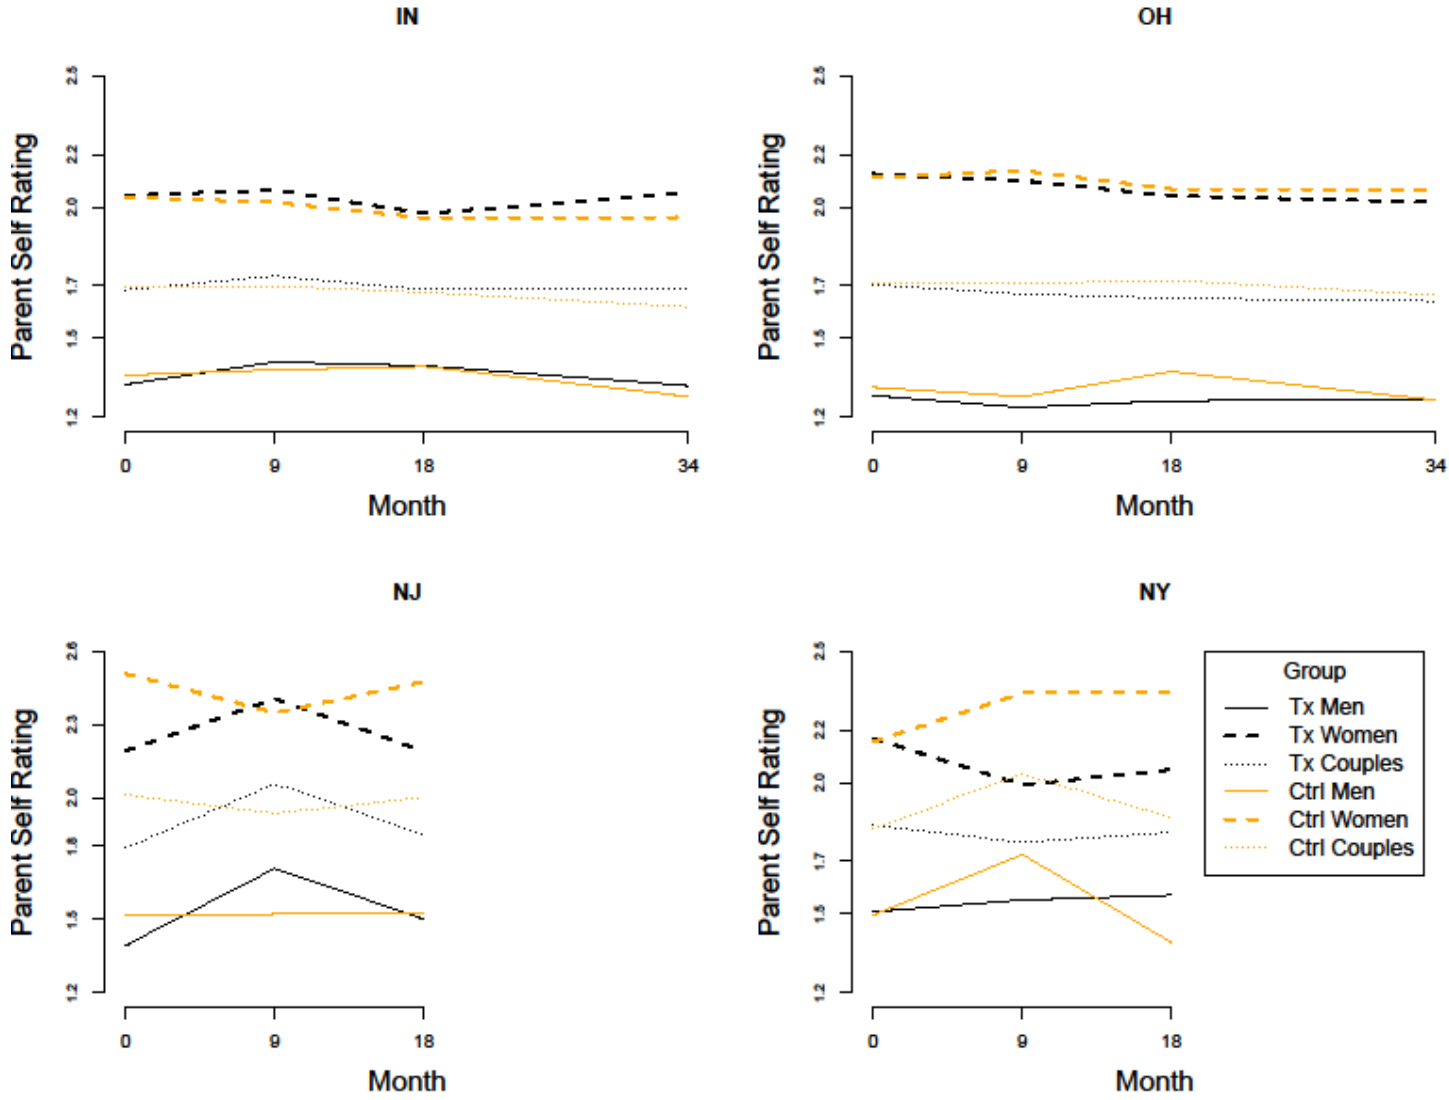 IN
Parent Self Rating
2.5
2.2
2.0
1.7
1.5
1.2
0 9 18 34
Month
OH
Parent Self Rating
2.5
2.2
2.0
1.7
1.5
1.2
0 9 18 34
Month
NJ
Parent Self Rating
2.6
2.3
2.0
1.8
1.5
1.2
0 9 18
Month
NY
Parent Self Rating
2.5
2.2
2.0
1.7
1.5
1.2
0 9 18
Month
Group
Tx Men
Tx Women
Tx Couples
Ctrl Men
Ctrl Women
Ctrl Couples